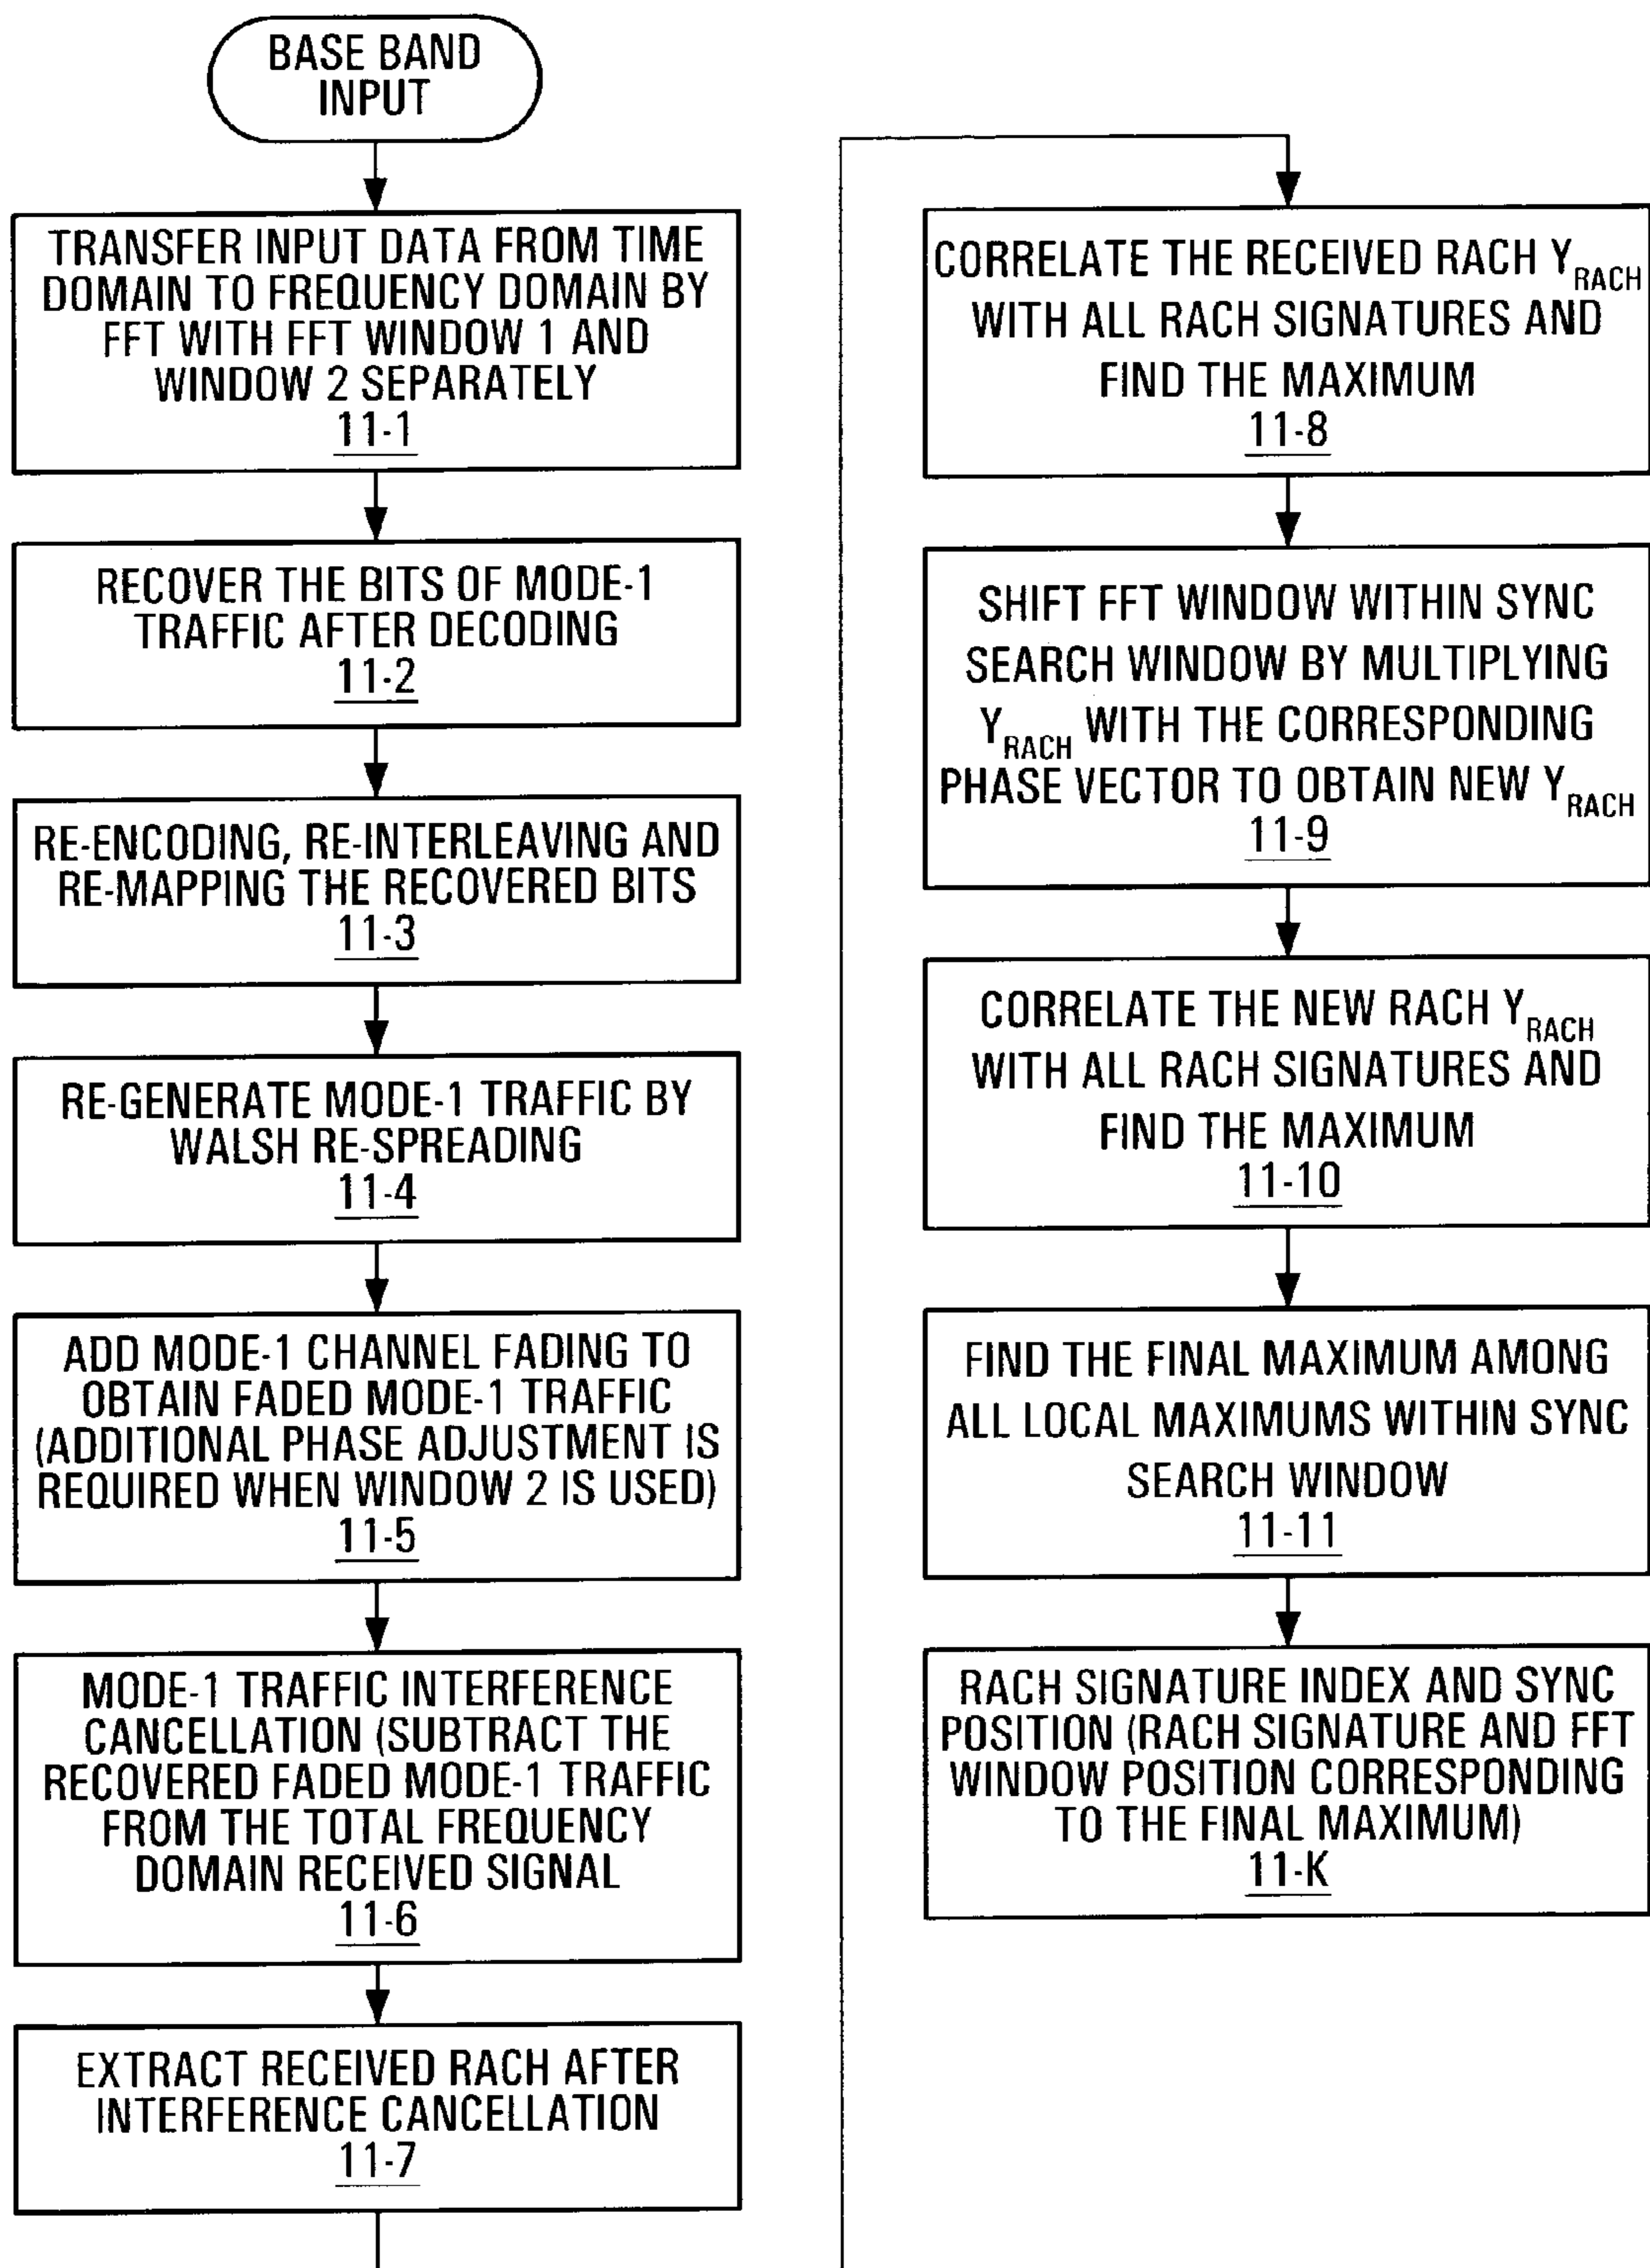 BASE BAND
INPUT
TRANSFER INPUT DATA FROM TIME
DOMAIN TO FREQUENCY DOMAIN BY
FFT WITH FFT WINDOW 1 AND
WINDOW 2 SEPARATELY
11-1
RECOVER THE BITS OF MODE-1
TRAFFIC AFTER DECODING
11-2
RE-ENCODING, RE-INTERLEAVING AND
RE-MAPPING THE RECOVERED BITS
11-3
RE-GENERATE MODE-1 TRAFFIC BY
WALSH RE-SPREADING
11-4
ADD MODE-1 CHANNEL FADING TO
OBTAIN FADED MODE-1 TRAFFIC
(ADDITIONAL PHASE ADJUSTMENT IS
REQUIRED WHEN WINDOW 2 IS USED)
11-5
MODE-1 TRAFFIC INTERFERENCE
CANCELLATION (SUBTRACT THE
RECOVERED FADED MODE-1 TRAFFIC
FROM THE TOTAL FREQUENCY
DOMAIN RECEIVED SIGNAL
11-6
EXTRACT RECEIVED RACH AFTER
INTERFERENCE CANCELLATION
11-7
CORRELATE THE RECEIVED RACH Y_RACH
WITH ALL RACH SIGNATURES AND
FIND THE MAXIMUM
11-8
SHIFT FFT WINDOW WITHIN SYNC
SEARCH WINDOW BY MULTIPLYING
Y_RACH WITH THE CORRESPONDING
PHASE VECTOR TO OBTAIN NEW Y_RACH
11-9
CORRELATE THE NEW RACH Y_RACH
WITH ALL RACH SIGNATURES AND
FIND THE MAXIMUM
11-10
FIND THE FINAL MAXIMUM AMONG
ALL LOCAL MAXIMUMS WITHIN SYNC
SEARCH WINDOW
11-11
RACH SIGNATURE INDEX AND SYNC
POSITION (RACH SIGNATURE AND FFT
WINDOW POSITION CORRESPONDING
TO THE FINAL MAXIMUM)
11-K